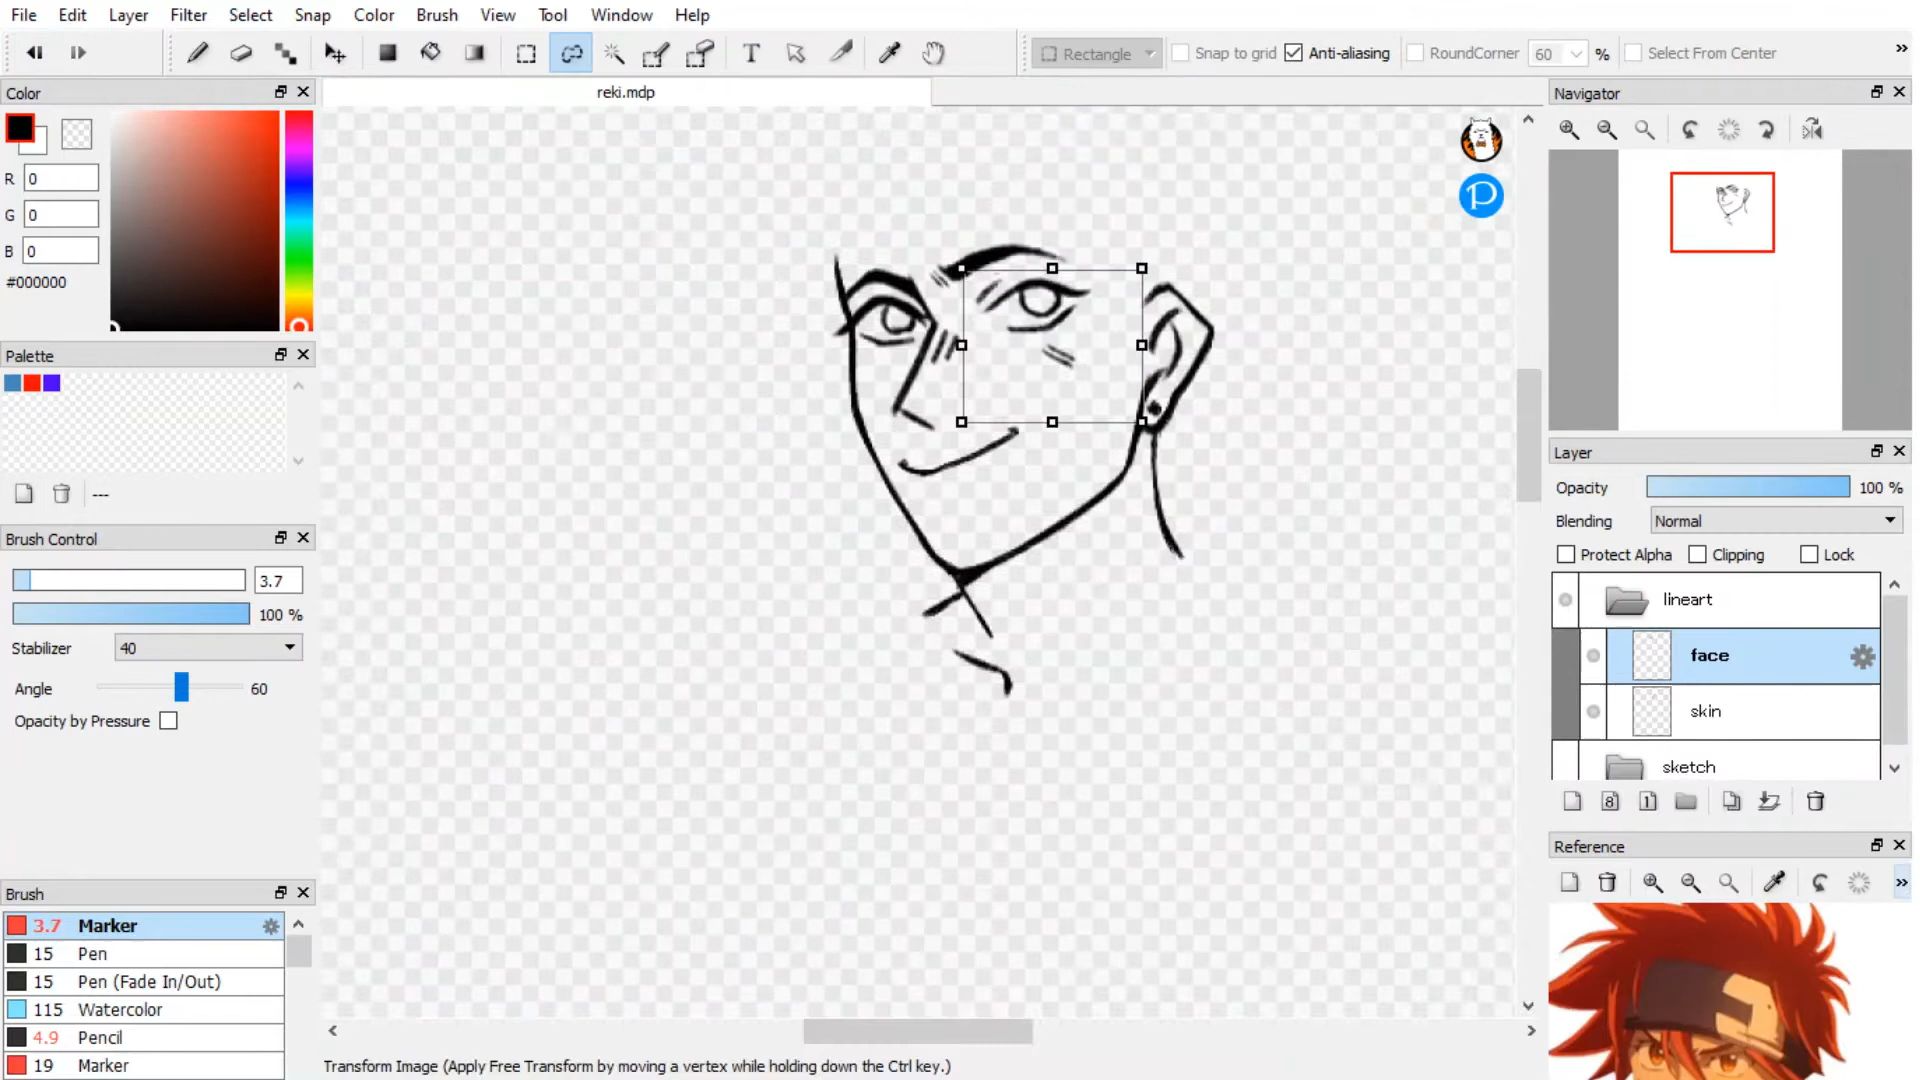 File Edit Layer Filter Select Snap Color Brush View Tool Window Help
Rectangle Snap to grid Anti-aliasing RoundCorner 60 % Select From Center
Color
reki.mdp
Navigator
R 0
G 0
B 0
#000000
Palette
---
Brush Control
3.7
100 %
Stabilizer 40
Angle 60
Opacity by Pressure
Brush
3.7 Marker
15 Pen
15 Pen (Fade In/Out)
115 Watercolor
4.9 Pencil
19 Marker
Layer
Opacity 100 %
Blending Normal
Protect Alpha Clipping Lock
lineart
face
skin
sketch
8 1
Reference
T
P
Transform Image (Apply Free Transform by moving a vertex while holding down the Ctrl key.)